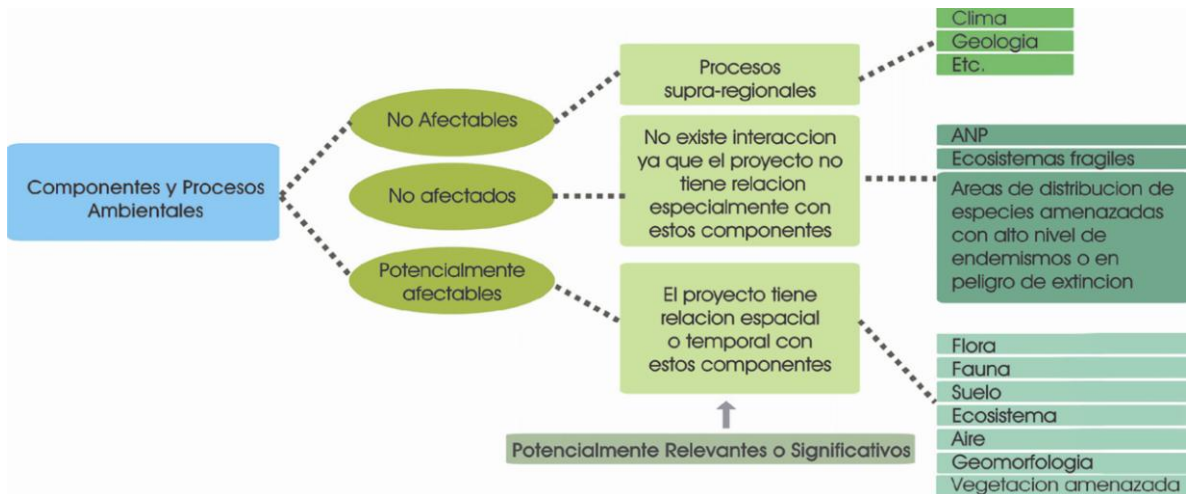 Componentes y Procesos
Ambientales
No Afectables
No afectados
Potencialmente
afectables
Procesos
supra-regionales
No existe interaccion
ya que el proyecto no
tiene relacion
especialmente con
estos componentes
El proyecto tiene
relacion espacial
o temporal con
estos componentes
Potencialmente Relevantes o Significativos
Clima
Geologia
Etc.
ANP
Ecosistemas fragiles
Areas de distribucion de
especies amenazadas
con alto nivel de
endemismos o en
peligro de extincion
Flora
Fauna
Suelo
Ecosistema
Aire
Geomorfologia
Vegetacion amenazada